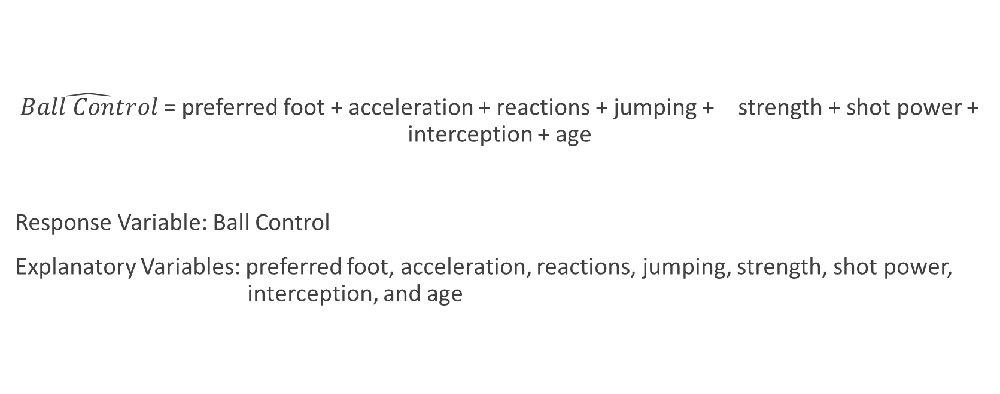 Ball Control = preferred foot + acceleration + reactions + jumping + strength + shot power +
interception + age
Response Variable: Ball Control
Explanatory Variables: preferred foot, acceleration, reactions, jumping, strength, shot power,
interception, and age